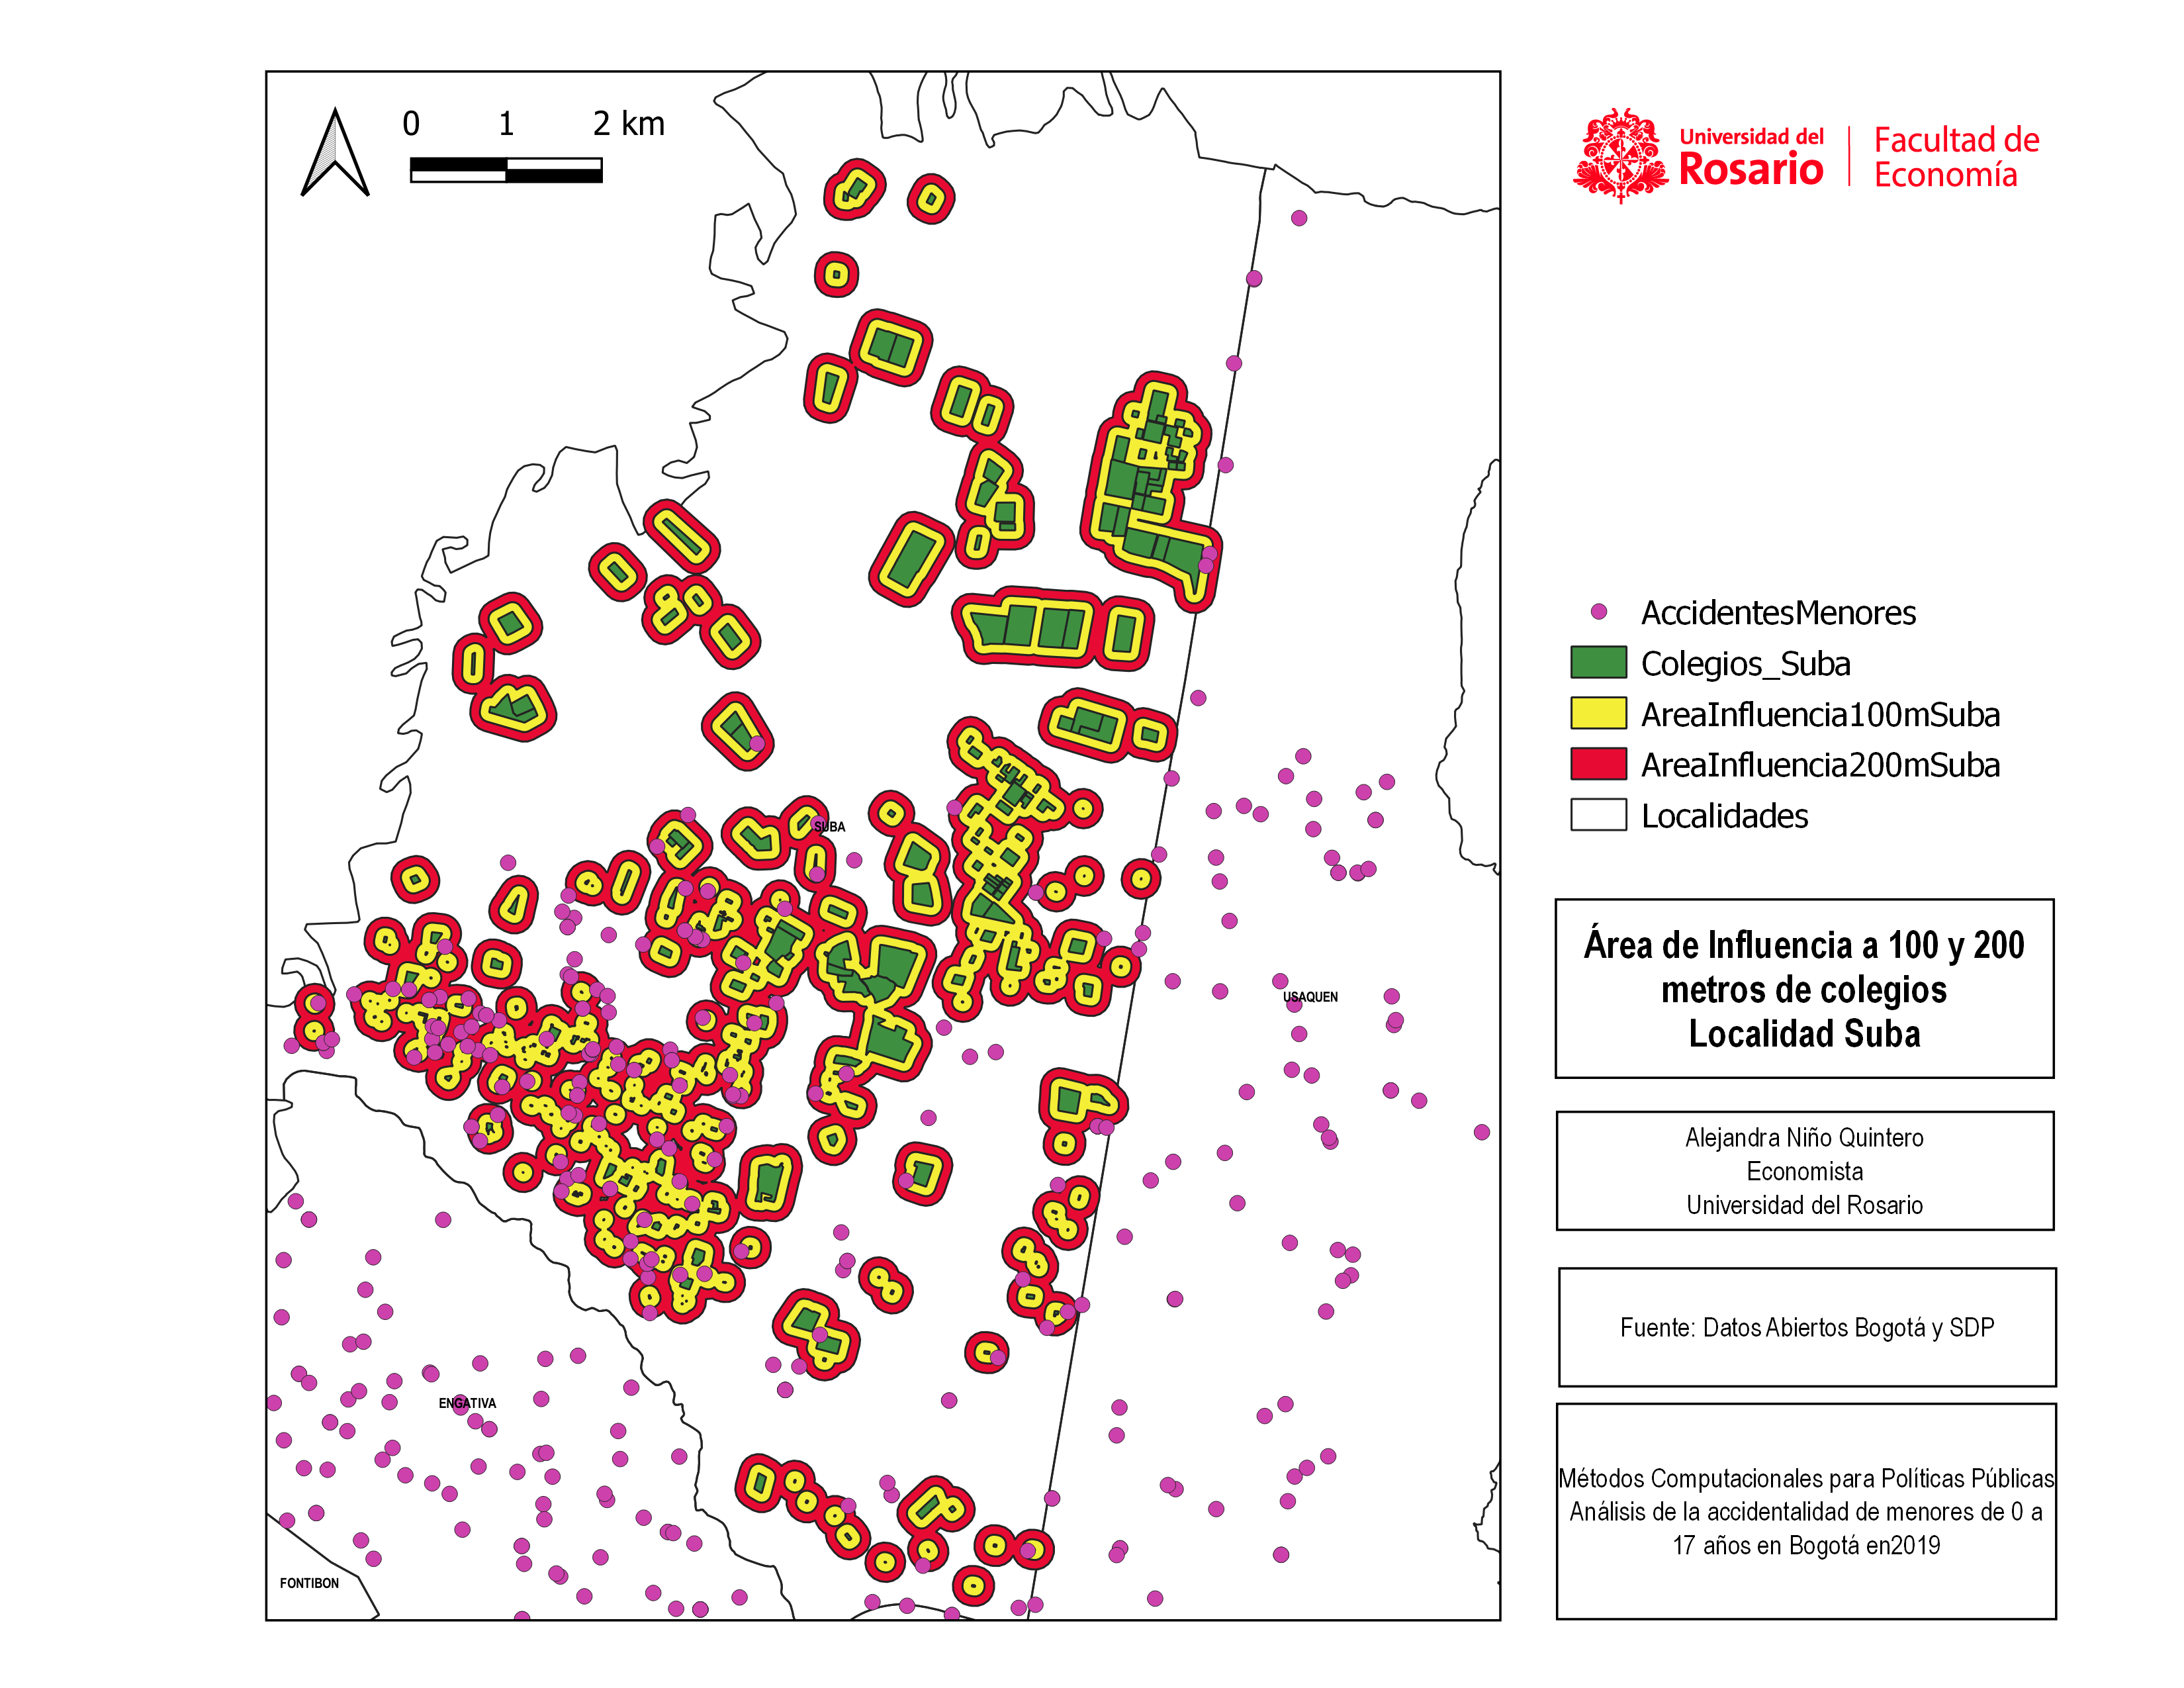 0 1 2 km
Universidad del
Rosario
Facultad de
Economía
AccidentesMenores
Colegios_Suba
AreaInfluencia100mSuba
AreaInfluencia200mSuba
Localidades
SUBA
USAQUEN
ENGATIVA
FONTIBON
Área de Influencia a 100 y 200
metros de colegios
Localidad Suba
Alejandra Niño Quintero
Economista
Universidad del Rosario
Fuente: Datos Abiertos Bogotá y SDP
Métodos Computacionales para Políticas Públicas
Análisis de la accidentalidad de menores de 0 a
17 años en Bogotá en2019